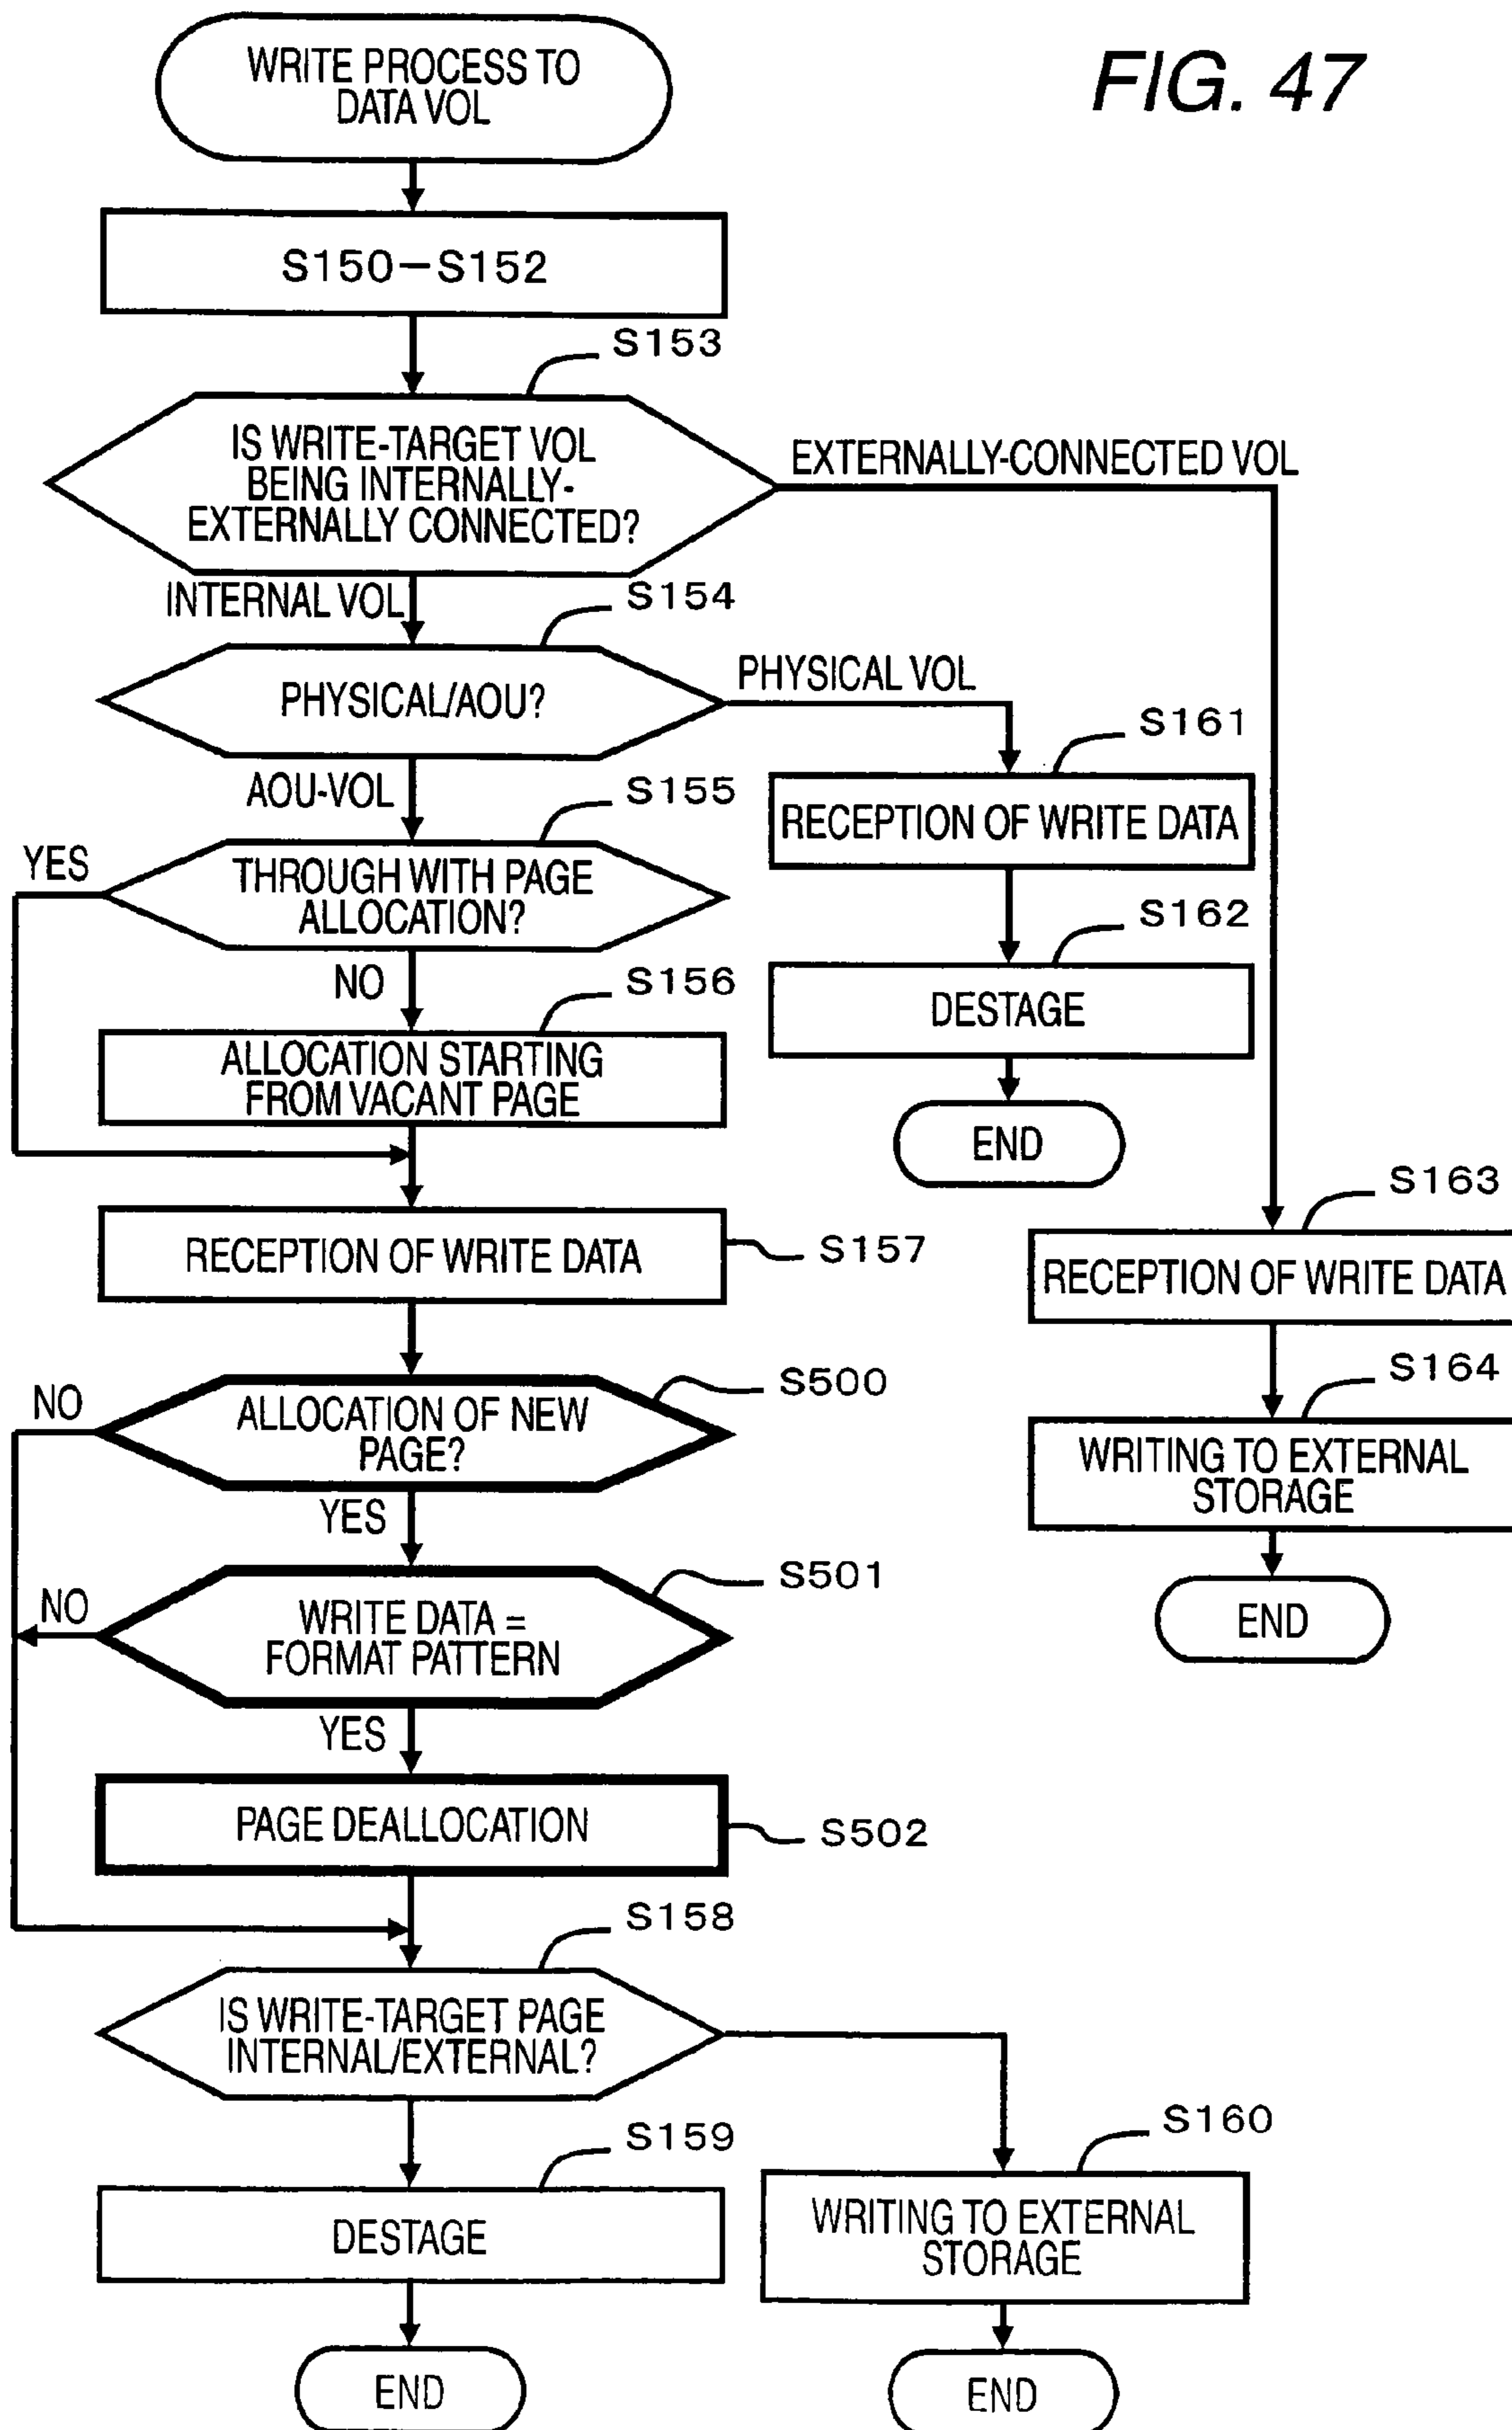 FIG. 47
WRITE PROCESS TO
DATA VOL
S150-S152
S153
IS WRITE-TARGET VOL
BEING INTERNALLY-
EXTERNALLY CONNECTED?
EXTERNALLY-CONNECTED VOL
INTERNAL VOL
S154
PHYSICAL/AOU?
PHYSICAL VOL
S161
RECEPTION OF WRITE DATA
S162
DESTAGE
END
AOU-VOL
S155
YES
THROUGH WITH PAGE
ALLOCATION?
NO
S156
ALLOCATION STARTING
FROM VACANT PAGE
RECEPTION OF WRITE DATA
S157
S163
RECEPTION OF WRITE DATA
S164
WRITING TO EXTERNAL
STORAGE
END
S500
NO
ALLOCATION OF NEW
PAGE?
YES
S501
NO
WRITE DATA =
FORMAT PATTERN
YES
PAGE DEALLOCATION
S502
S158
IS WRITE-TARGET PAGE
INTERNAL/EXTERNAL?
S159
DESTAGE
END
S160
WRITING TO EXTERNAL
STORAGE
END